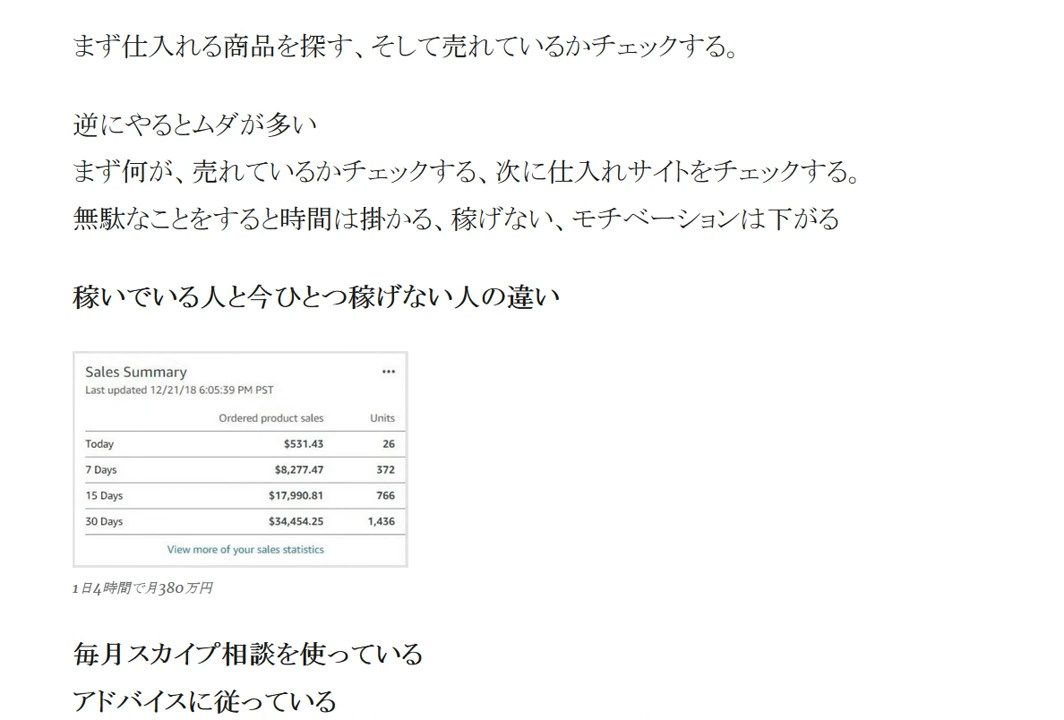 まず仕入れる商品を探す、そして売れているかチェックする。
逆にやるとムダが多い
まず何が、売れているかチェックする、次に仕入れサイトをチェックする。
無駄なことをすると時間は掛かる、稼げない、モチベーションは下がる
稼いでいる人と今ひとつ稼げない人の違い
Sales Summary ...
Last updated 12/21/18 6:05:39 PM PST
Ordered product sales Units
Today $531.43 26
7 Days $8,277.47 372
15 Days $17,990.81 766
30 Days $34,454.25 1,436
View more of your sales statistics
1日4時間で月380万円
毎月スカイプ相談を使っている
アドバイスに従っている